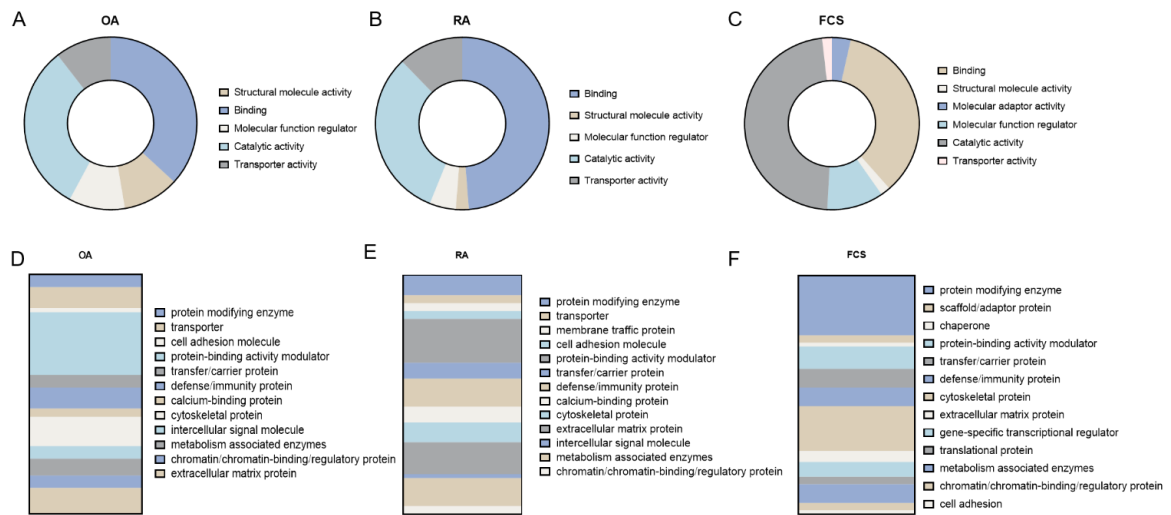 A
OA
Structural molecule activity
Binding
Molecular function regulator
Catalytic activity
Transporter activity
B
RA
Binding
Structural molecule activity
Molecular function regulator
Catalytic activity
Transporter activity
C
FCS
Binding
Structural molecule activity
Molecular adaptor activity
Molecular function regulator
Catalytic activity
Transporter activity
D
OA
protein modifying enzyme
transporter
cell adhesion molecule
protein-binding activity modulator
transfer/carrier protein
defense/immunity protein
calcium-binding protein
cytoskeletal protein
intercellular signal molecule
metabolism associated enzymes
chromatin/chromatin-binding/regulatory protein
extracellular matrix protein
E
RA
protein modifying enzyme
transporter
membrane traffic protein
cell adhesion molecule
protein-binding activity modulator
transfer/carrier protein
defense/immunity protein
calcium-binding protein
cytoskeletal protein
extracellular matrix protein
intercellular signal molecule
metabolism associated enzymes
chromatin/chromatin-binding/regulatory protein
F
FCS
protein modifying enzyme
scaffold/adaptor protein
chaperone
protein-binding activity modulator
transfer/carrier protein
defense/immunity protein
cytoskeletal protein
extracellular matrix protein
gene-specific transcriptional regulator
translational protein
metabolism associated enzymes
chromatin/chromatin-binding/regulatory protein
cell adhesion